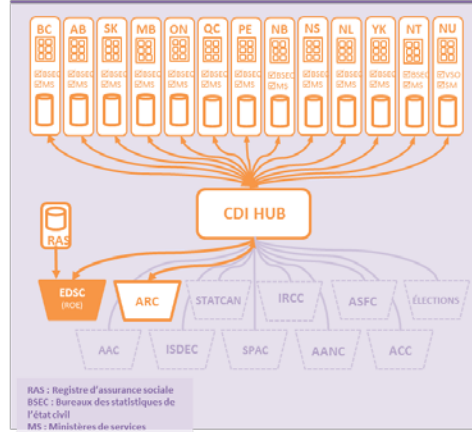 BC AB SK MB ON QC PE NB NS NL YK NT NU
☑BSEC ☑BSEC ☑BSEC ☑BSEC ☑BSEC ☑BSEC ☑BSEC ☑BSEC ☑BSEC ☑BSEC ☑BSEC ☑BSEC ☑VSO
☑MS ☑MS ☑MS ☑MS ☑MS ☑MS ☑MS ☑MS ☑MS ☑MS ☑MS ☑MS ☑SM
CDI HUB
RAS
EDSC
(ROE)
ARC
STATCAN
IRCC
ASFC
ÉLECTIONS
AAC
ISDEC
SPAC
AANC
ACC
RAS : Registre d'assurance sociale
BSEC : Bureaux des statistiques de
l'état civil
MS : Ministères de services